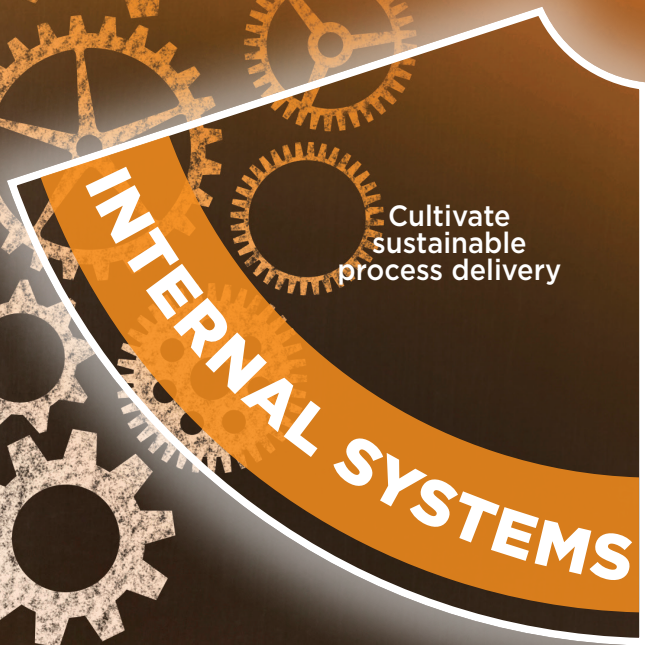 Cultivate
sustainable
process delivery
INTERNAL SYSTEMS